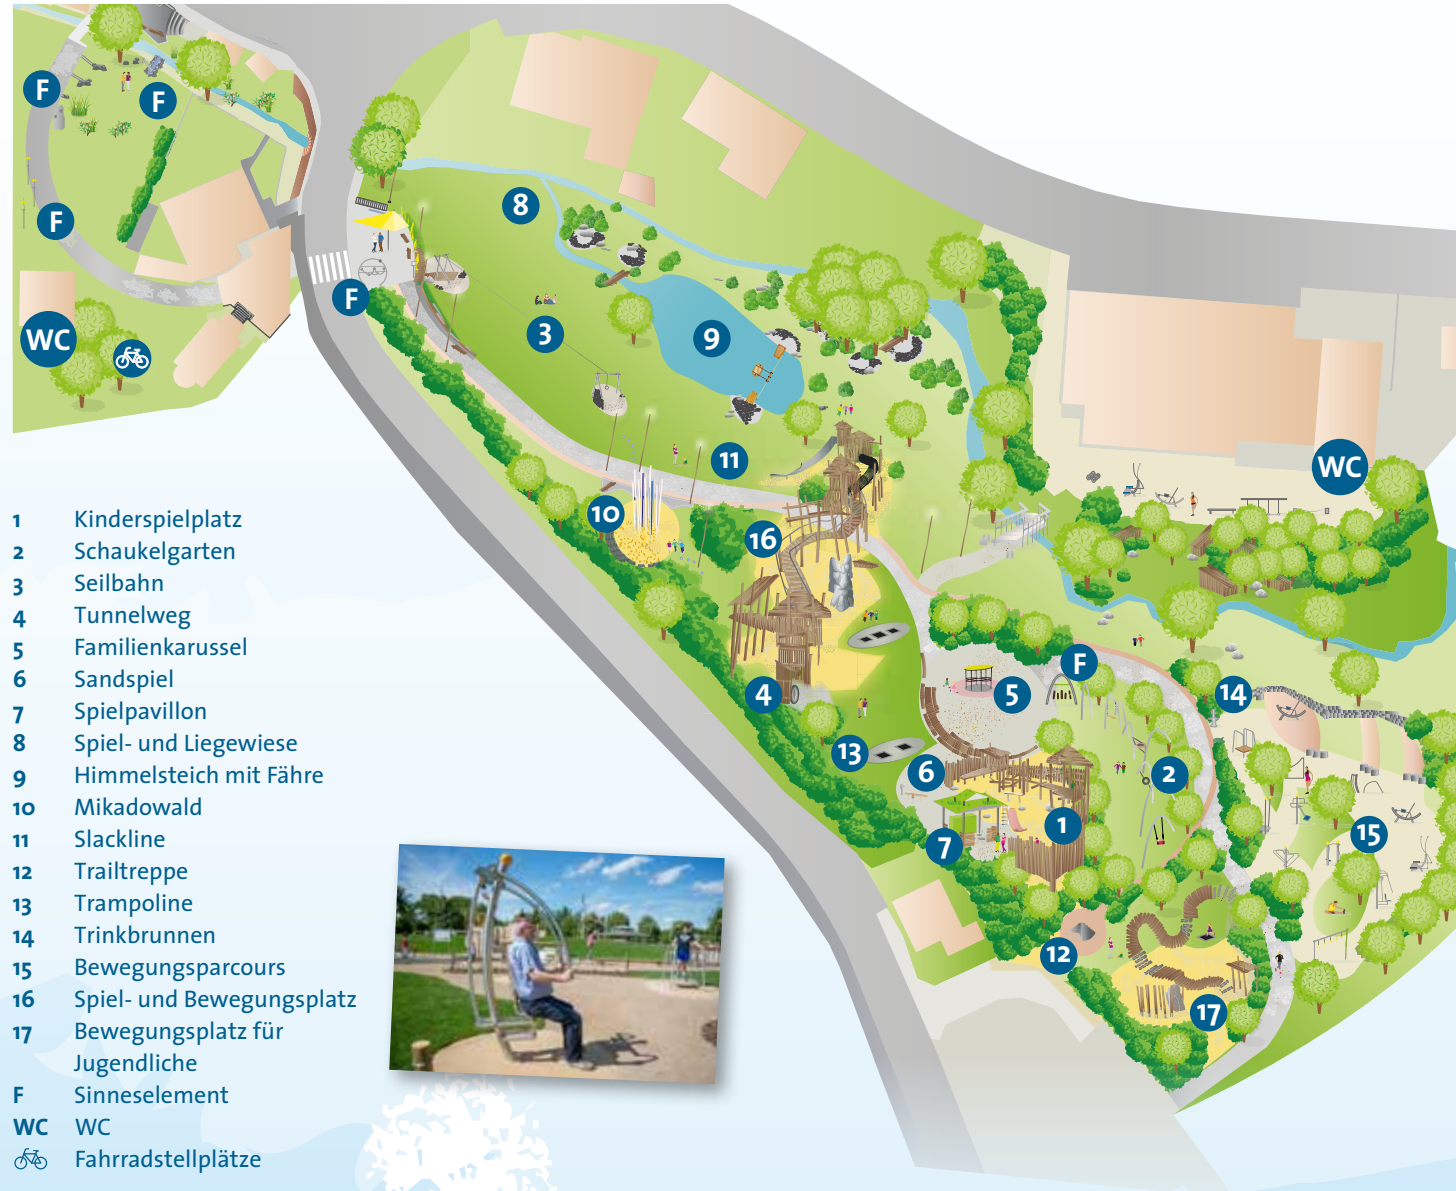 F
F
F
F
WC
8
3
9
11
10
16
WC
4
5
F
14
13
6
2
7
1
15
12
17
1 Kinderspielplatz
2 Schaukelgarten
3 Seilbahn
4 Tunnelweg
5 Familienkarussel
6 Sandspiel
7 Spielpavillon
8 Spiel- und Liegewiese
9 Himmelsteich mit Fähre
10 Mikadowald
11 Slackline
12 Trailtreppe
13 Trampoline
14 Trinkbrunnen
15 Bewegungsparcours
16 Spiel- und Bewegungsplatz
17 Bewegungsplatz für
Jugendliche
F Sinneselement
WC WC
Fahrradstellplätze